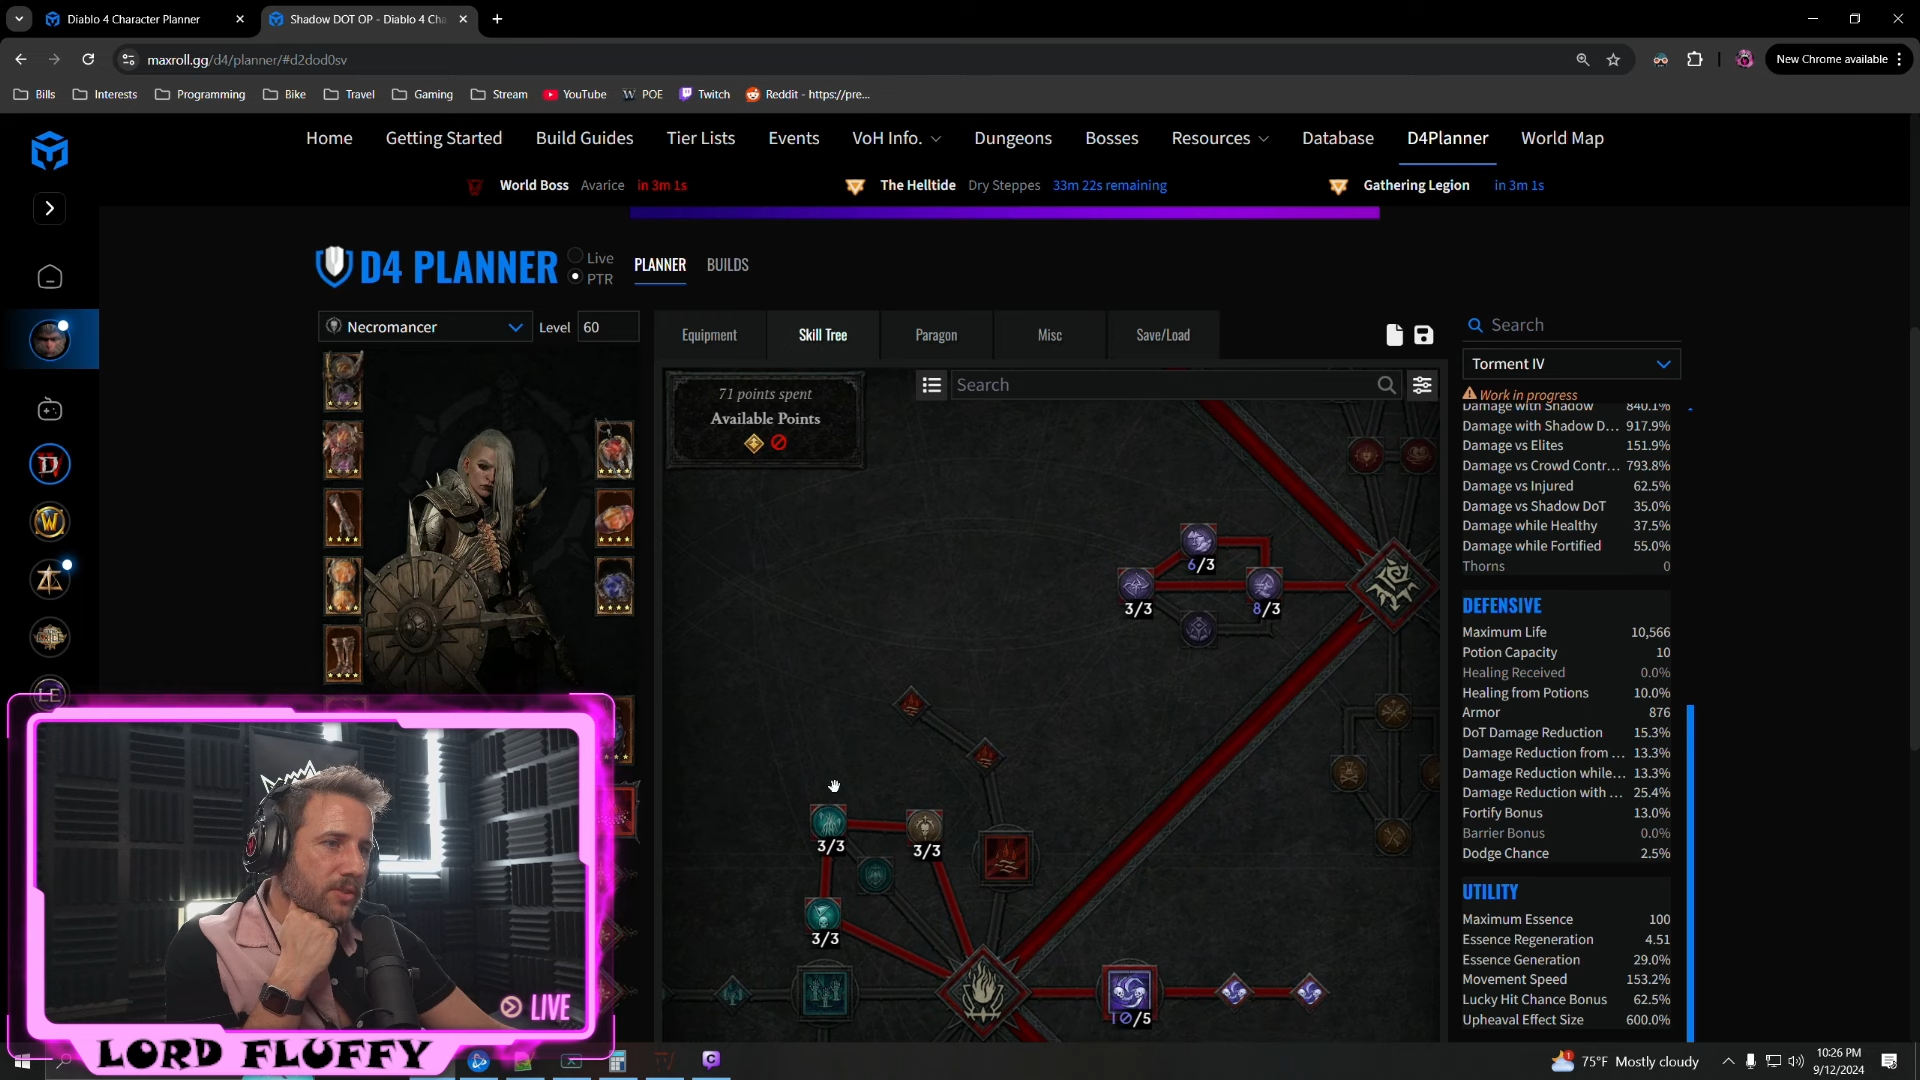 Diablo 4 Character Planner
Shadow DOT OP - Diablo 4 Cha
maxroll.gg/d4/planner/#d2dod0sv
New Chrome available
Bills
Interests
Programming
Bike
Travel
Gaming
Stream
YouTube
POE
Twitch
Reddit - https://pre...
Home
Getting Started
Build Guides
Tier Lists
Events
VoH Info.
Dungeons
Bosses
Resources
Database
D4Planner
World Map
World Boss Avarice in 3m 1s
The Helltide Dry Steppes 33m 22s remaining
Gathering Legion in 3m 1s
D4 PLANNER
Live
PTR
PLANNER
BUILDS
Necromancer
Level 60
Equipment
Skill Tree
Paragon
Misc
Save/Load
Search
71 points spent
Available Points
Search
Torment IV
Work in progress
Damage with Shadow 840.1%
Damage with Shadow D... 917.9%
Damage vs Elites 151.9%
Damage vs Crowd Contr... 793.8%
Damage vs Injured 62.5%
Damage vs Shadow DoT 35.0%
Damage while Healthy 37.5%
Damage while Fortified 55.0%
Thorns 0
DEFENSIVE
Maximum Life 10,566
Potion Capacity 10
Healing Received 0.0%
Healing from Potions 10.0%
Armor 876
DoT Damage Reduction 15.3%
Damage Reduction from ... 13.3%
Damage Reduction while... 13.3%
Damage Reduction with ... 25.4%
Fortify Bonus 13.0%
Barrier Bonus 0.0%
Dodge Chance 2.5%
UTILITY
Maximum Essence 100
Essence Regeneration 4.51
Essence Generation 29.0%
Movement Speed 153.2%
Lucky Hit Chance Bonus 62.5%
Upheaval Effect Size 600.0%
6/3
3/3
8/3
3/3
3/3
3/3
10/5
LE
LIVE
LORD FLUFFY
75°F Mostly cloudy
10:26 PM
9/12/2024